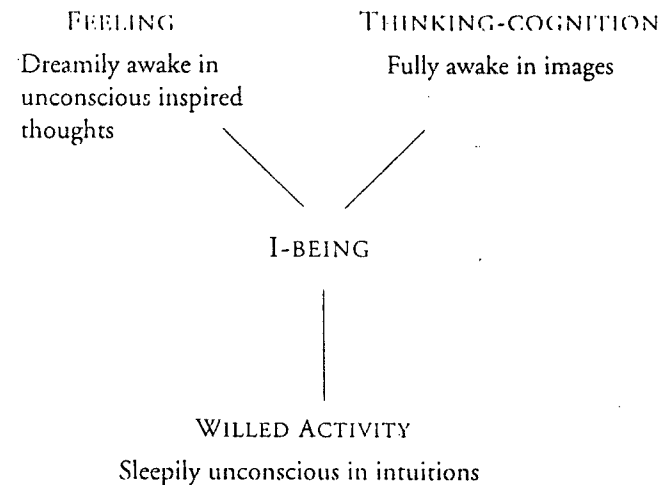 FEELING
Dreamily awake in
unconscious inspired
thoughts
THINKING-COGNITION
Fully awake in images
I-BEING
WILLED ACTIVITY
Sleepily unconscious in intuitions